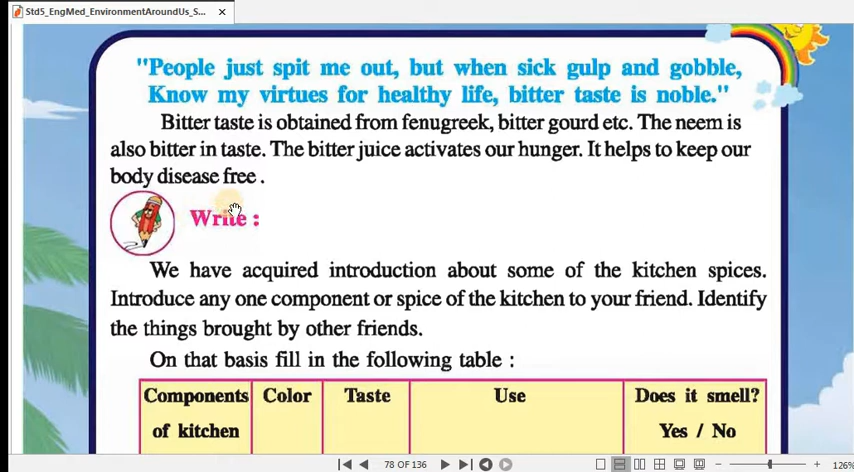 Std5_EngMed_EnvironmentAroundUs_S...
"People just spit me out, but when sick gulp and gobble,
Know my virtues for healthy life, bitter taste is noble."
Bitter taste is obtained from fenugreek, bitter gourd etc. The neem is
also bitter in taste. The bitter juice activates our hunger. It helps to keep our
body disease free .
Write :
We have acquired introduction about some of the kitchen spices.
Introduce any one component or spice of the kitchen to your friend. Identify
the things brought by other friends.
On that basis fill in the following table :
Components Color Taste Use Does it smell?
of kitchen Yes / No
78 OF 136 126%